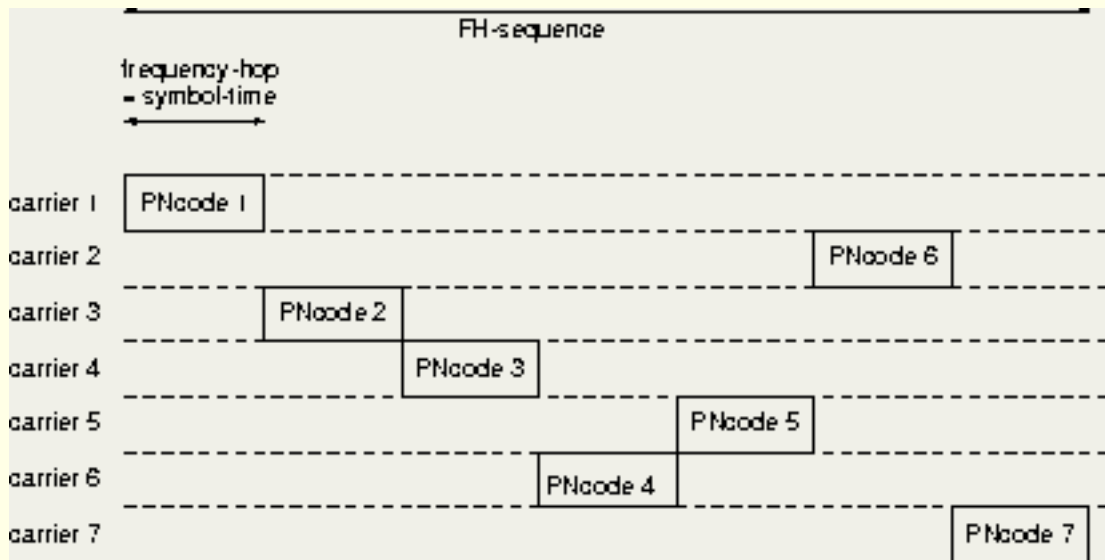 FH-sequence
frequency-hop
= symbol-time
carrier 1 PNcode 1
carrier 2 PNcode 6
carrier 3 PNcode 2
carrier 4 PNcode 3
carrier 5 PNcode 5
carrier 6 PNcode 4
carrier 7 PNcode 7